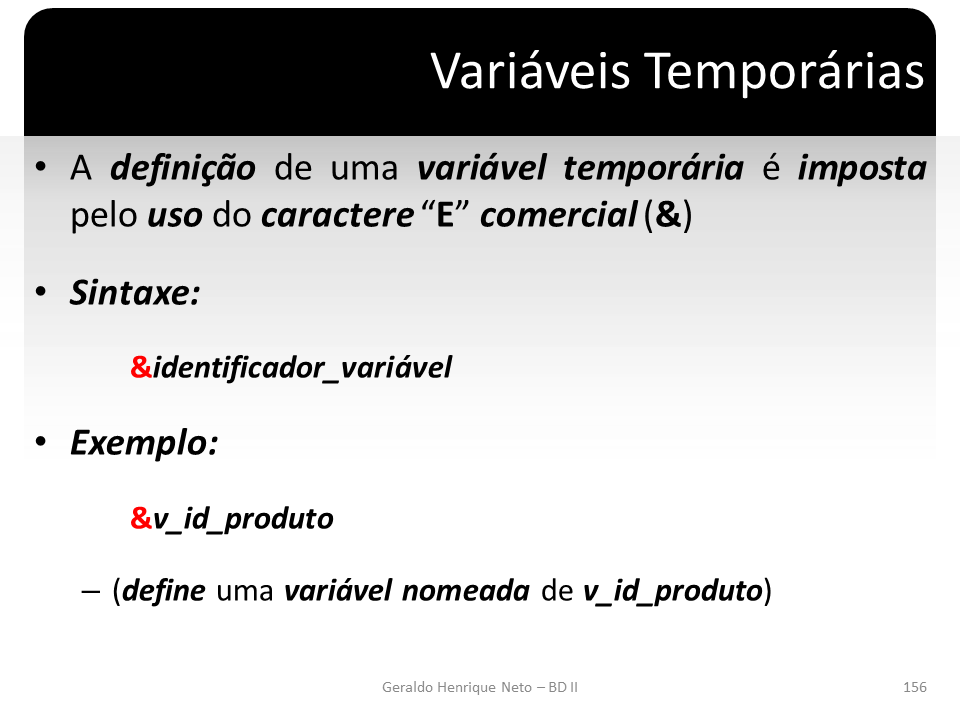 Variáveis Temporárias
• A definição de uma variável temporária é imposta
pelo uso do caractere “E” comercial (&)
• Sintaxe:
&identificador_variável
• Exemplo:
&v_id_produto
– (define uma variável nomeada de v_id_produto)
Geraldo Henrique Neto – BD II
156